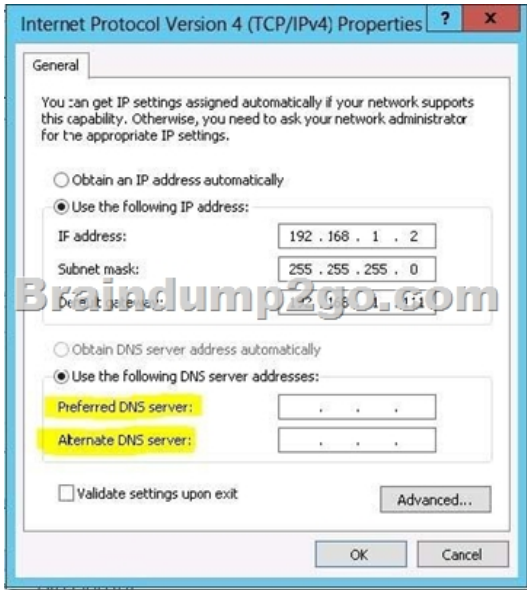 Internet Protocol Version 4 (TCP/IPv4) Properties ? x
General
You can get IP settings assigned automatically if your network supports
this capability. Otherwise, you need to ask your network administrator
for the appropriate IP settings.
Obtain an IP address automatically
Use the following IP address:
IF address:
192 . 168 . 1 . 2
Subnet mask:
255 . 255 . 255 . 0
Braindump2go.com
Obtain DNS server address automatically
Use the following DNS server addresses:
Preferred DNS server:
. . .
Alternate DNS server:
. . .
Validate settings upon exit
Advanced...
OK
Cancel